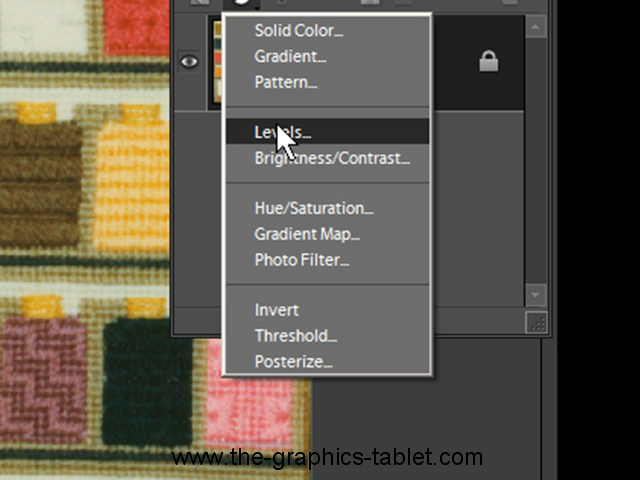 Solid Color...
Gradient...
Pattern...
Levels...
Brightness/Contrast...
Hue/Saturation...
Gradient Map...
Photo Filter...
Invert
Threshold...
Posterize...
www.the-graphics-tablet.com